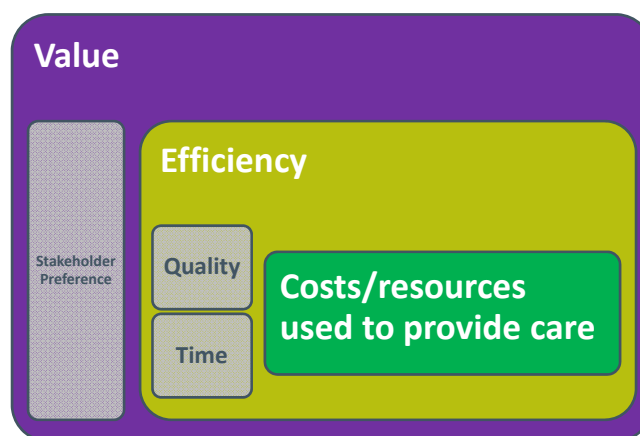 Value
Efficiency
Stakeholder
Preference
Quality
Time
Costs/resources
used to provide care